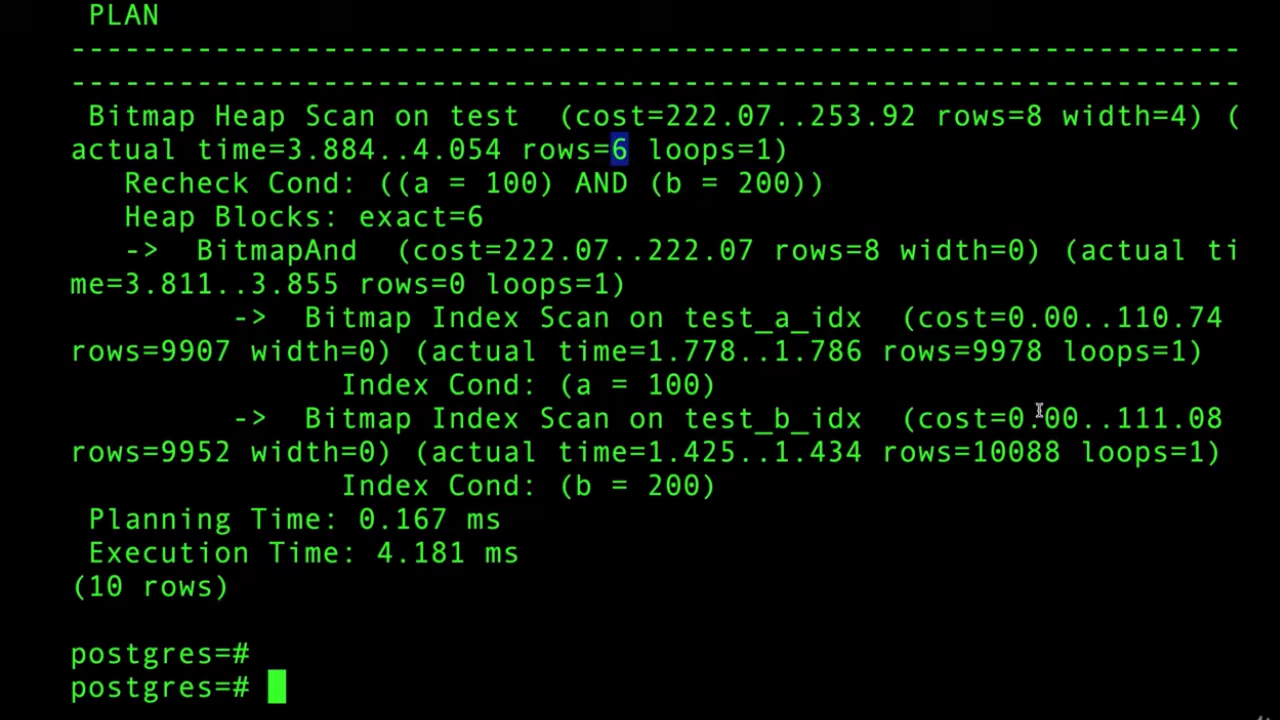 PLAN
-----------------------------------------------------------------
-----------------------------------------------------------------
Bitmap Heap Scan on test  (cost=222.07..253.92 rows=8 width=4) (
actual time=3.884..4.054 rows=6 loops=1)
Recheck Cond: ((a = 100) AND (b = 200))
Heap Blocks: exact=6
->  BitmapAnd  (cost=222.07..222.07 rows=8 width=0) (actual ti
me=3.811..3.855 rows=0 loops=1)
->  Bitmap Index Scan on test_a_idx  (cost=0.00..110.74
rows=9907 width=0) (actual time=1.778..1.786 rows=9978 loops=1)
Index Cond: (a = 100)
->  Bitmap Index Scan on test_b_idx  (cost=0.00..111.08
rows=9952 width=0) (actual time=1.425..1.434 rows=10088 loops=1)
Index Cond: (b = 200)
Planning Time: 0.167 ms
Execution Time: 4.181 ms
(10 rows)
postgres=#
postgres=#